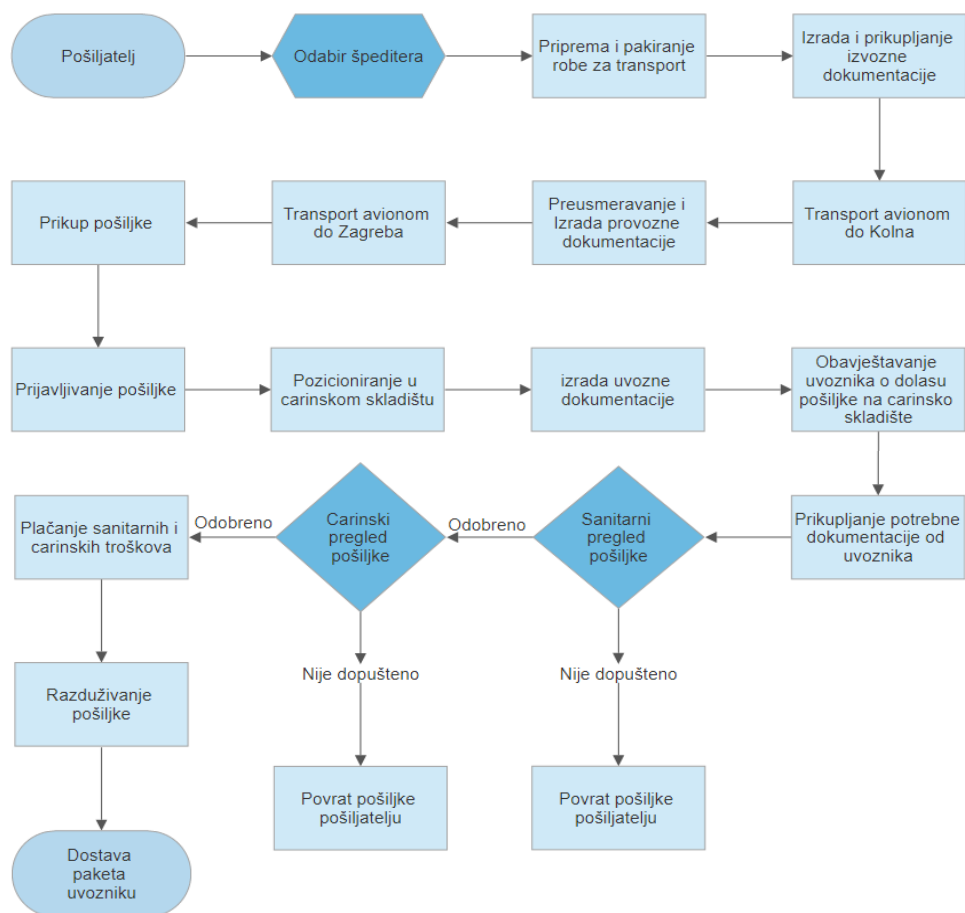 Pošiljatelj
Odabir špeditera
Priprema i pakiranje
robe za transport
Izrada i prikupljanje
izvozne
dokumentacije
Transport avionom
do Kolna
Preusmeravanje i
Izrada provozne
dokumentacije
Transport avionom
do Zagreba
Prikup pošiljke
Prijavljivanje pošiljke
Pozicioniranje u
carinskom skladištu
izrada uvozne
dokumentacije
Obavještavanje
uvoznika o dolasu
pošiljke na carinsko
skladište
Prikupljanje potrebne
dokumentacije od
uvoznika
Sanitarni
pregled
pošiljke
Odobreno
Nije dopušteno
Povrat pošiljke
pošiljatelju
Carinski
pregled
pošiljke
Odobreno
Nije dopušteno
Povrat pošiljke
pošiljatelju
Plačanje sanitarnih i
carinskih troškova
Razduživanje
pošiljke
Dostava
paketa
uvozniku